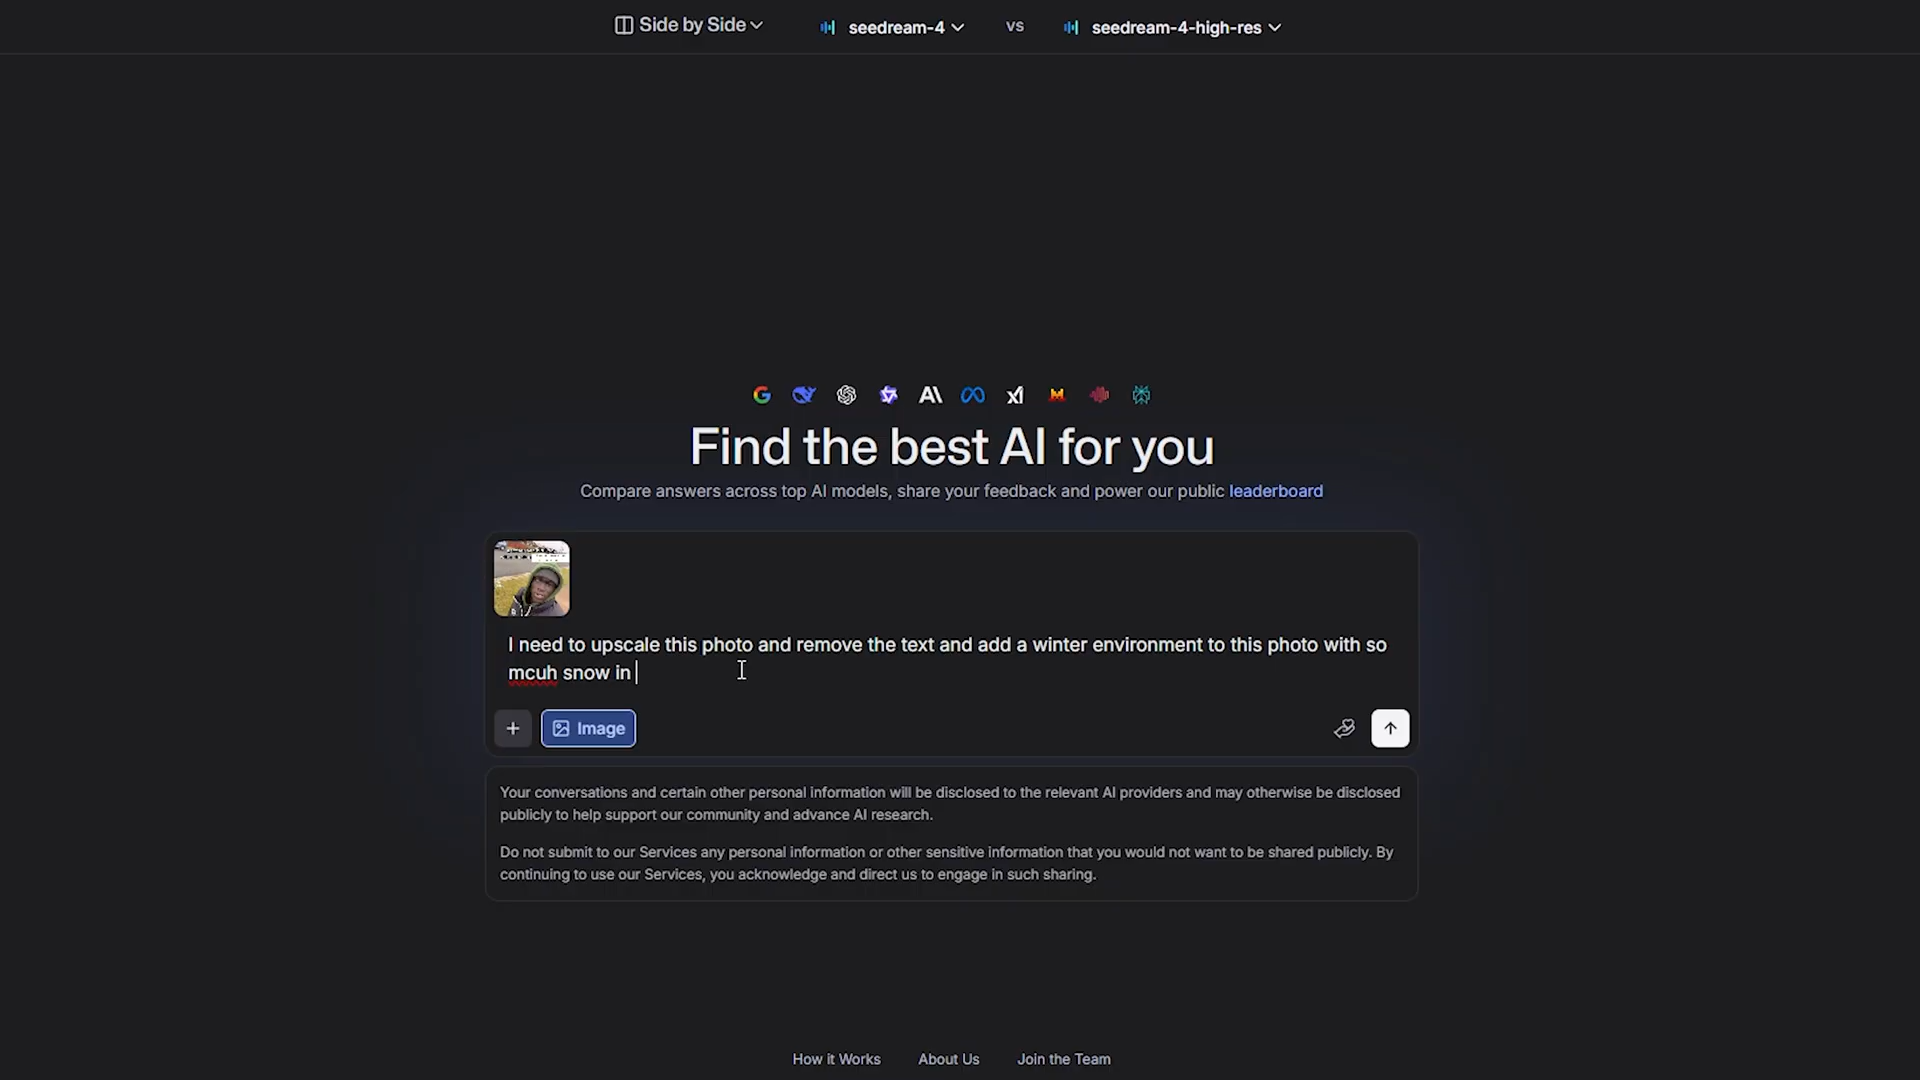 Side by Side
seedream-4
VS
seedream-4-high-res
Find the best AI for you
Compare answers across top AI models, share your feedback and power our public leaderboard
I need to upscale this photo and remove the text and add a winter environment to this photo with so
mcuh snow in
Image
Your conversations and certain other personal information will be disclosed to the relevant AI providers and may otherwise be disclosed
publicly to help support our community and advance AI research.
Do not submit to our Services any personal information or other sensitive information that you would not want to be shared publicly. By
continuing to use our Services, you acknowledge and direct us to engage in such sharing.
How it Works
About Us
Join the Team